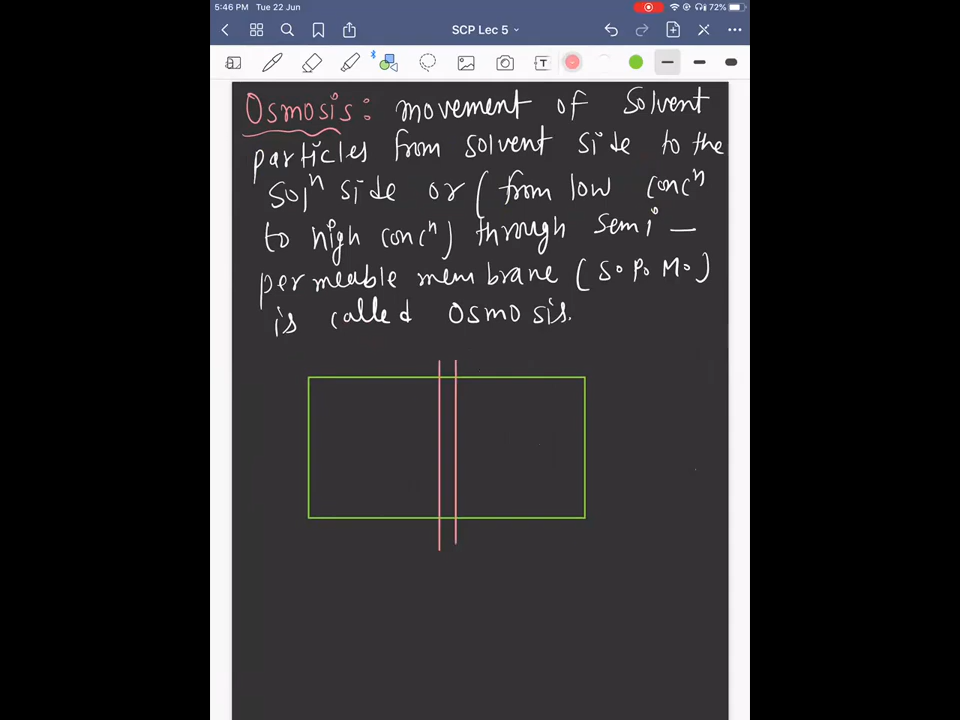 5:46 PM Tue 22 Jun
72%
SCP Lec 5
T
Osmosis: movement of solvent
particles from solvent side to the
Solⁿ side or (from low concⁿ
to high concⁿ) through semi –
permeable membrane (S.P.M.)
is called osmosis.